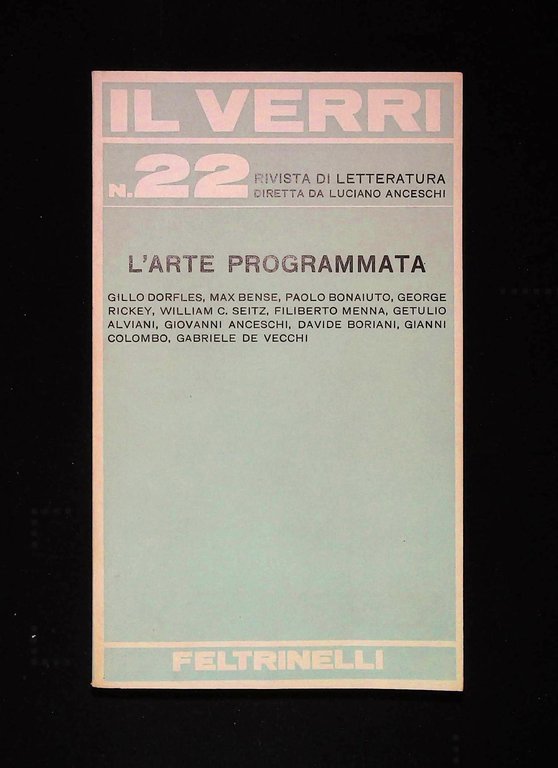 IL VERRI
N.22 RIVISTA DI LETTERATURA
DIRETTA DA LUCIANO ANCESCHI
L'ARTE PROGRAMMATA
GILLO DORFLES, MAX BENSE, PAOLO BONAIUTO, GEORGE
RICKEY, WILLIAM C. SEITZ, FILIBERTO MENNA, GETULIO
ALVIANI, GIOVANNI ANCESCHI, DAVIDE BORIANI, GIANNI
COLOMBO, GABRIELE DE VECCHI
FELTRINELLI